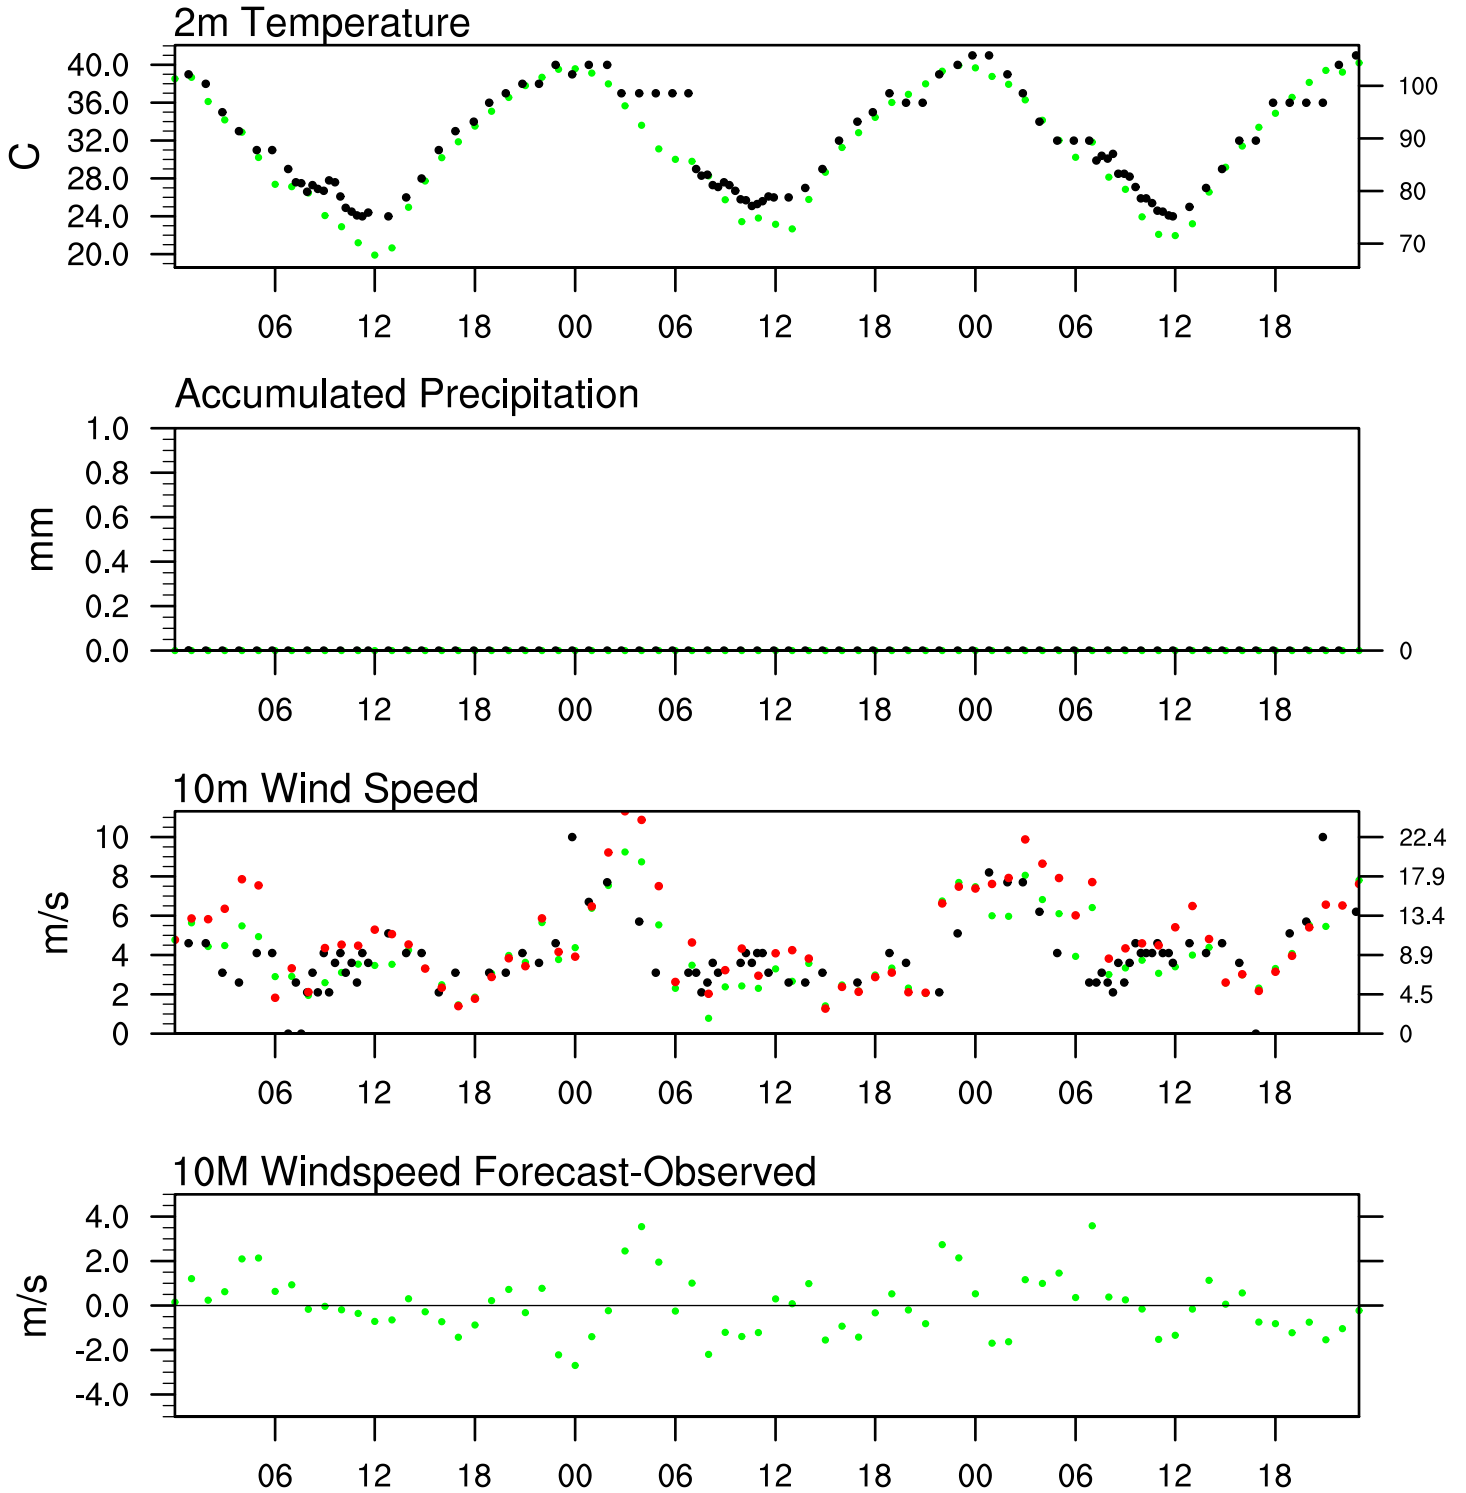 2m Temperature
40.0
36.0
32.0
28.0
24.0
20.0
C
100
90
80
70
06 12 18 00 06 12 18 00 06 12 18
Accumulated Precipitation
1.0
0.8
0.6
0.4
0.2
0.0
mm
0
06 12 18 00 06 12 18 00 06 12 18
10m Wind Speed
10
8
6
4
2
0
m/s
22.4
17.9
13.4
8.9
4.5
0
06 12 18 00 06 12 18 00 06 12 18
10M Windspeed Forecast-Observed
4.0
2.0
0.0
-2.0
-4.0
m/s
06 12 18 00 06 12 18 00 06 12 18